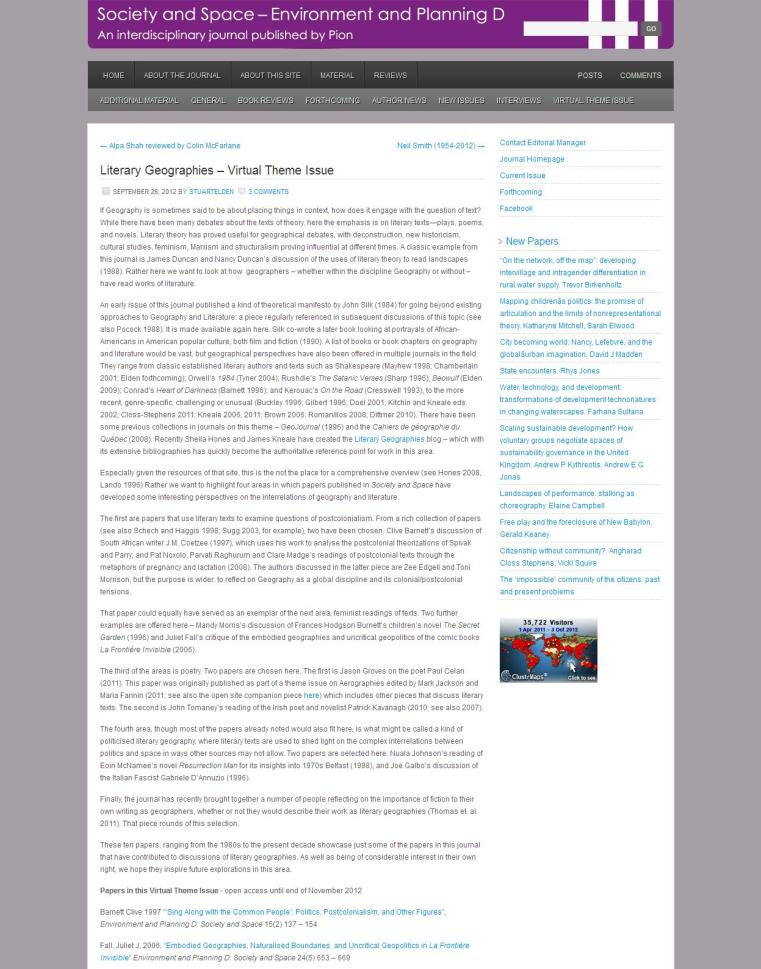 Society and Space – Environment and Planning D
An interdisciplinary journal published by Pion
GO
HOME ABOUT THE JOURNAL ABOUT THIS SITE MATERIAL REVIEWS POSTS COMMENTS
ADDITIONAL MATERIAL GENERAL BOOK REVIEWS FORTHCOMING AUTHOR NEWS NEW ISSUES INTERVIEWS VIRTUAL THEME ISSUE
← Alpa Shah reviewed by Colin McFarlane Neil Smith (1954-2012) →
Literary Geographies – Virtual Theme Issue
SEPTEMBER 26, 2012 BY STUARTELDEN 3 COMMENTS
If Geography is sometimes said to be about placing things in context, how does it engage with the question of text?
While there have been many debates about the texts of theory, here the emphasis is on literary texts—plays, poems,
and novels. Literary theory has proved useful for geographical debates, with deconstruction, new historicism,
cultural studies, feminism, Marxism and structuralism proving influential at different times. A classic example from
this journal is James Duncan and Nancy Duncan's discussion of the uses of literary theory to read landscapes
(1988). Rather here we want to look at how geographers – whether within the discipline Geography or without –
have read works of literature.
An early issue of this journal published a kind of theoretical manifesto by John Silk (1984) for going beyond existing
approaches to Geography and Literature: a piece regularly referenced in subsequent discussions of this topic (see
also Pocock 1988). It is made available again here. Silk co-wrote a later book looking at portrayals of African-
Americans in American popular culture, both film and fiction (1990). A list of books or book chapters on geography
and literature would be vast, but geographical perspectives have also been offered in multiple journals in the field.
They range from classic established literary authors and texts such as Shakespeare (Mayhew 1998; Chamberlain
2001; Elden forthcoming); Orwell's 1984 (Tyner 2004); Rushdie's The Satanic Verses (Sharp 1996); Beowulf (Elden
2009); Conrad's Heart of Darkness (Barnett 1996); and Kerouac's On the Road (Cresswell 1993), to the more
recent, genre-specific, challenging or unusual (Buckley 1996; Gilbert 1996; Doel 2001; Kitchin and Kneale eds.
2002; Closs-Stephens 2011; Kneale 2006, 2011; Brown 2006; Romanillos 2008; Dittmer 2010). There have been
some previous collections in journals on this theme – GeoJournal (1996) and the Cahiers de géographie du
Québec (2008). Recently Sheila Hones and James Kneale have created the Literary Geographies blog – which with
its extensive bibliographies has quickly become the authoritative reference point for work in this area.
Especially given the resources of that site, this is the not the place for a comprehensive overview (see Hones 2008,
Lando 1996) Rather we want to highlight four areas in which papers published in Society and Space have
developed some interesting perspectives on the interrelations of geography and literature.
The first are papers that use literary texts to examine questions of postcolonialism. From a rich collection of papers
(see also Schech and Haggis 1998; Sugg 2003, for example), two have been chosen. Clive Barnett's discussion of
South African writer J.M. Coetzee (1997), which uses his work to analyse the postcolonial theorizations of Spivak
and Parry; and Pat Noxolo, Parvati Raghurum and Clare Madge's readings of postcolonial texts through the
metaphors of pregnancy and lactation (2008). The authors discussed in the latter piece are Zee Edgell and Toni
Morrison, but the purpose is wider: to reflect on Geography as a global discipline and its colonial/postcolonial
tensions.
That paper could equally have served as an exemplar of the next area, feminist readings of texts. Two further
examples are offered here – Mandy Morris's discussion of Frances Hodgson Burnett's children's novel The Secret
Garden (1996) and Juliet Fall's critique of the embodied geographies and uncritical geopolitics of the comic books
La Frontière Invisible (2006).
The third of the areas is poetry. Two papers are chosen here. The first is Jason Groves on the poet Paul Celan
(2011). This paper was originally published as part of a theme issue on Aerographies edited by Mark Jackson and
Maria Fannin (2011; see also the open site companion piece here) which includes other pieces that discuss literary
texts. The second is John Tomaney's reading of the Irish poet and novelist Patrick Kavanagh (2010; see also 2007).
The fourth area, though most of the papers already noted would also fit here, is what might be called a kind of
politicised literary geography, where literary texts are used to shed light on the complex interrelations between
politics and space in ways other sources may not allow. Two papers are selected here: Nuala Johnson's reading of
Eoin McNamee's novel Resurrection Man for its insights into 1970s Belfast (1998), and Joe Galbo's discussion of
the Italian Fascist Gabriele D'Annuzio (1996).
Finally, the journal has recently brought together a number of people reflecting on the importance of fiction to their
own writing as geographers, whether or not they would describe their work as literary geographies (Thomas et. al.
2011). That piece rounds of this selection.
These ten papers, ranging from the 1980s to the present decade showcase just some of the papers in this journal
that have contributed to discussions of literary geographies. As well as being of considerable interest in their own
right, we hope they inspire future explorations in this area.
Papers in this Virtual Theme Issue - open access until end of November 2012
Barnett Clive 1997 "'Sing Along with the Common People': Politics, Postcolonialism, and Other Figures",
Environment and Planning D: Society and Space 15(2) 137 – 154
Fall, Juliet J, 2006, "Embodied Geographies, Naturalised Boundaries, and Uncritical Geopolitics in La Frontière
Invisible" Environment and Planning D: Society and Space 24(5) 653 – 669
Contact Editorial Manager
Journal Homepage
Current Issue
Forthcoming
Facebook
New Papers
"On the network, off the map": developing
intervillage and intragender differentiation in
rural water supply. Trevor Birkenholtz
Mapping childrenâs politics: the promise of
articulation and the limits of nonrepresentational
theory. Katharyne Mitchell, Sarah Elwood
City becoming world: Nancy, Lefebvre, and the
globalâurban imagination. David J Madden
State encounters. Rhys Jones
Water, technology, and development:
transformations of development technonatures
in changing waterscapes. Farhana Sultana
Scaling sustainable development? How
voluntary groups negotiate spaces of
sustainability governance in the United
Kingdom. Andrew P Kythreotis, Andrew E G
Jonas
Landscapes of performance: stalking as
choreography. Elaine Campbell
Free play and the foreclosure of New Babylon.
Gerald Keaney
Citizenship without community?. Angharad
Closs Stephens, Vicki Squire
The 'impossible' community of the citizens: past
and present problems
35,722 Visitors
1 Apr 2011 - 3 Oct 2012
ClustrMaps® Click to see